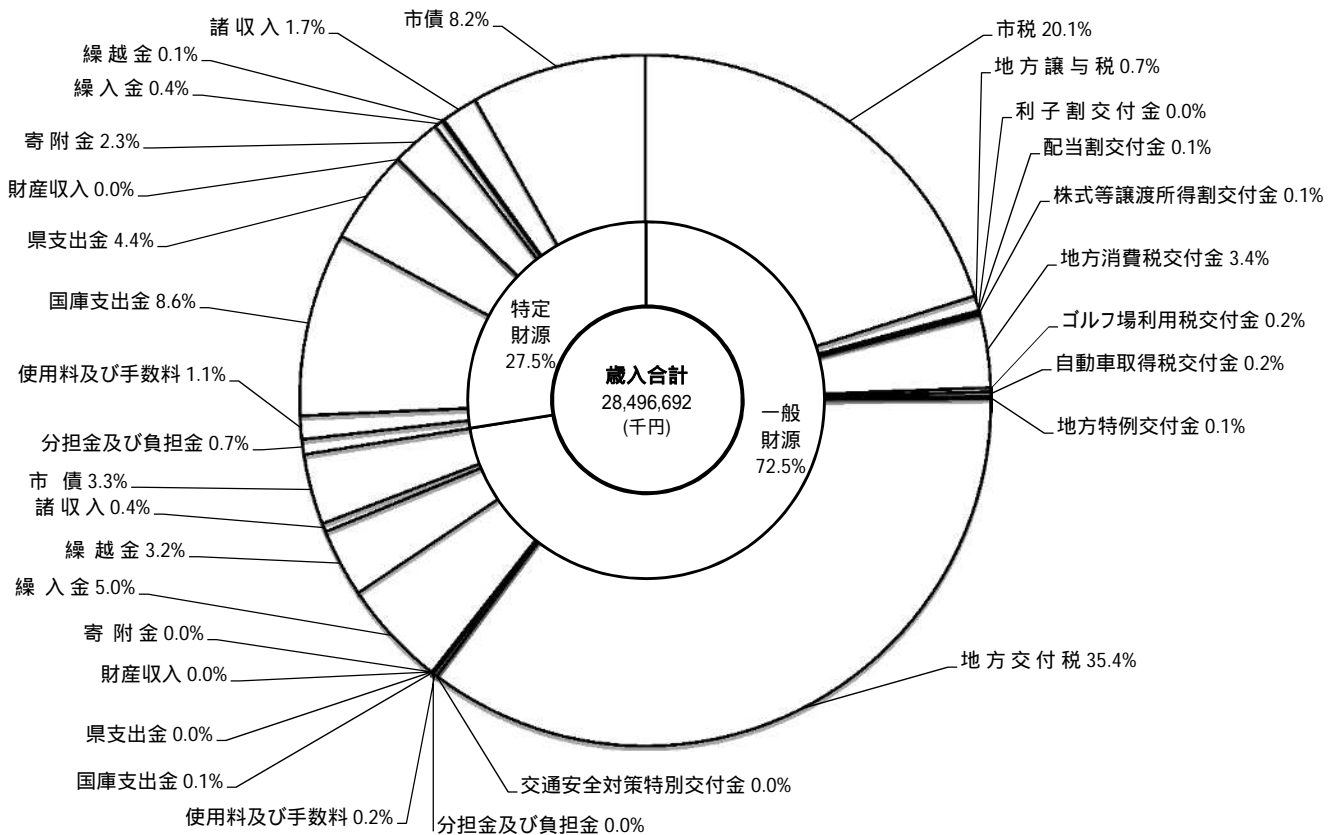 市税 20.1%
地方譲与税 0.7%
利子割交付金 0.0%
配当割交付金 0.1%
株式等譲渡所得割交付金 0.1%
地方消費税交付金 3.4%
ゴルフ場利用税交付金 0.2%
自動車取得税交付金 0.2%
地方特例交付金 0.1%
地方交付税 35.4%
交通安全対策特別交付金 0.0%
分担金及び負担金 0.0%
使用料及び手数料 0.2%
国庫支出金 0.1%
県支出金 0.0%
財産収入 0.0%
寄附金 0.0%
繰入金 5.0%
繰越金 3.2%
諸収入 0.4%
市債 3.3%
分担金及び負担金 0.7%
使用料及び手数料 1.1%
国庫支出金 8.6%
県支出金 4.4%
財産収入 0.0%
寄附金 2.3%
繰入金 0.4%
繰越金 0.1%
諸収入 1.7%
市債 8.2%
特定
財源
27.5%
歳入合計
28,496,692
(千円)
一般
財源
72.5%